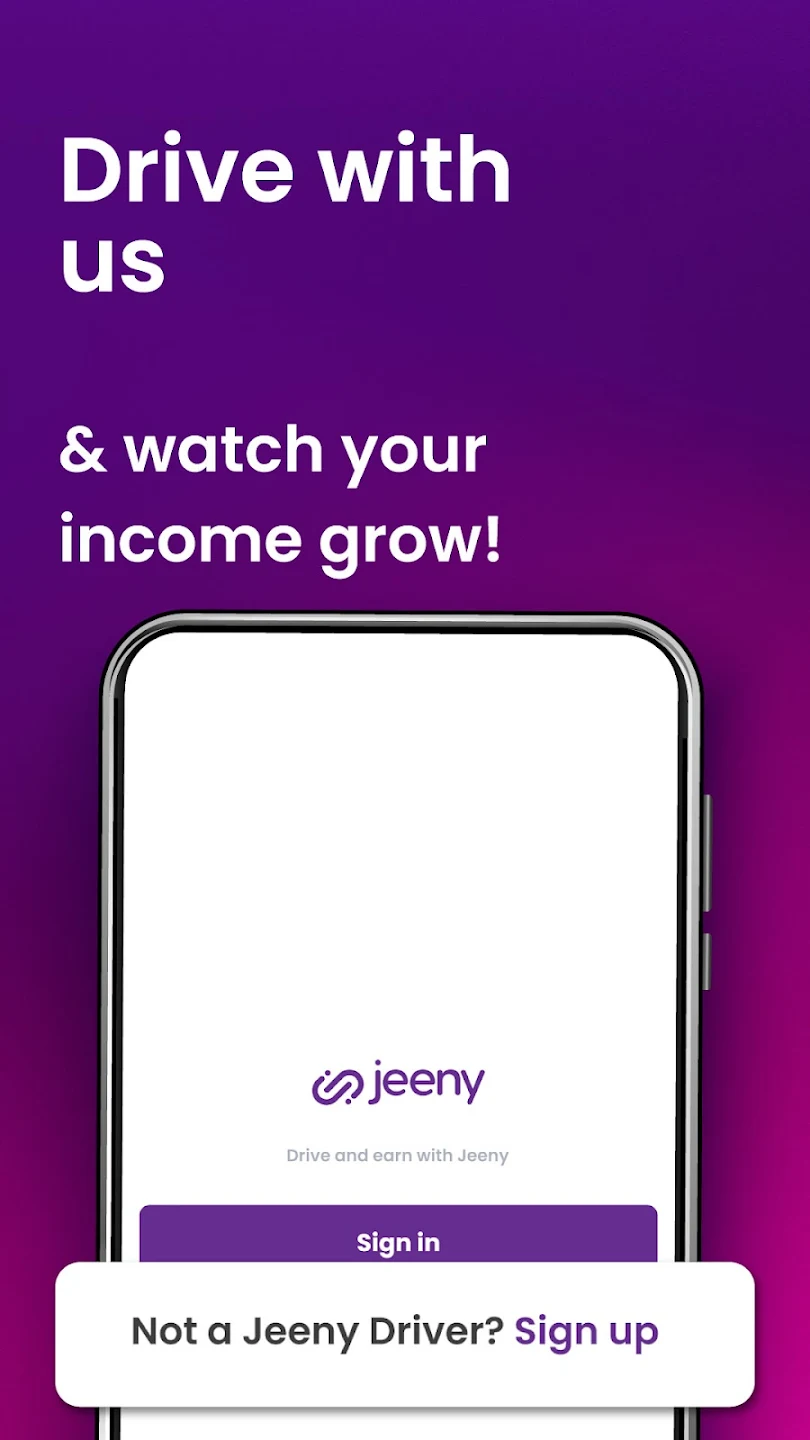 Drive with
us
& watch your
income grow!
jeeny
Drive and earn with Jeeny
Sign in
Not a Jeeny Driver? Sign up